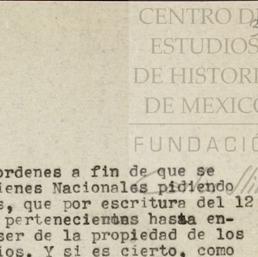 CENTRO D
ESTUDIOS
DE HISTORI
DE MEXICO
FUNDACIÓ
ordenes a fin de que se
ienes Nacionales pidiendo
s, que por escritura del 12
pertenecientes hasta en-
ser de la propiedad de los
ios. Y si es cierto, como